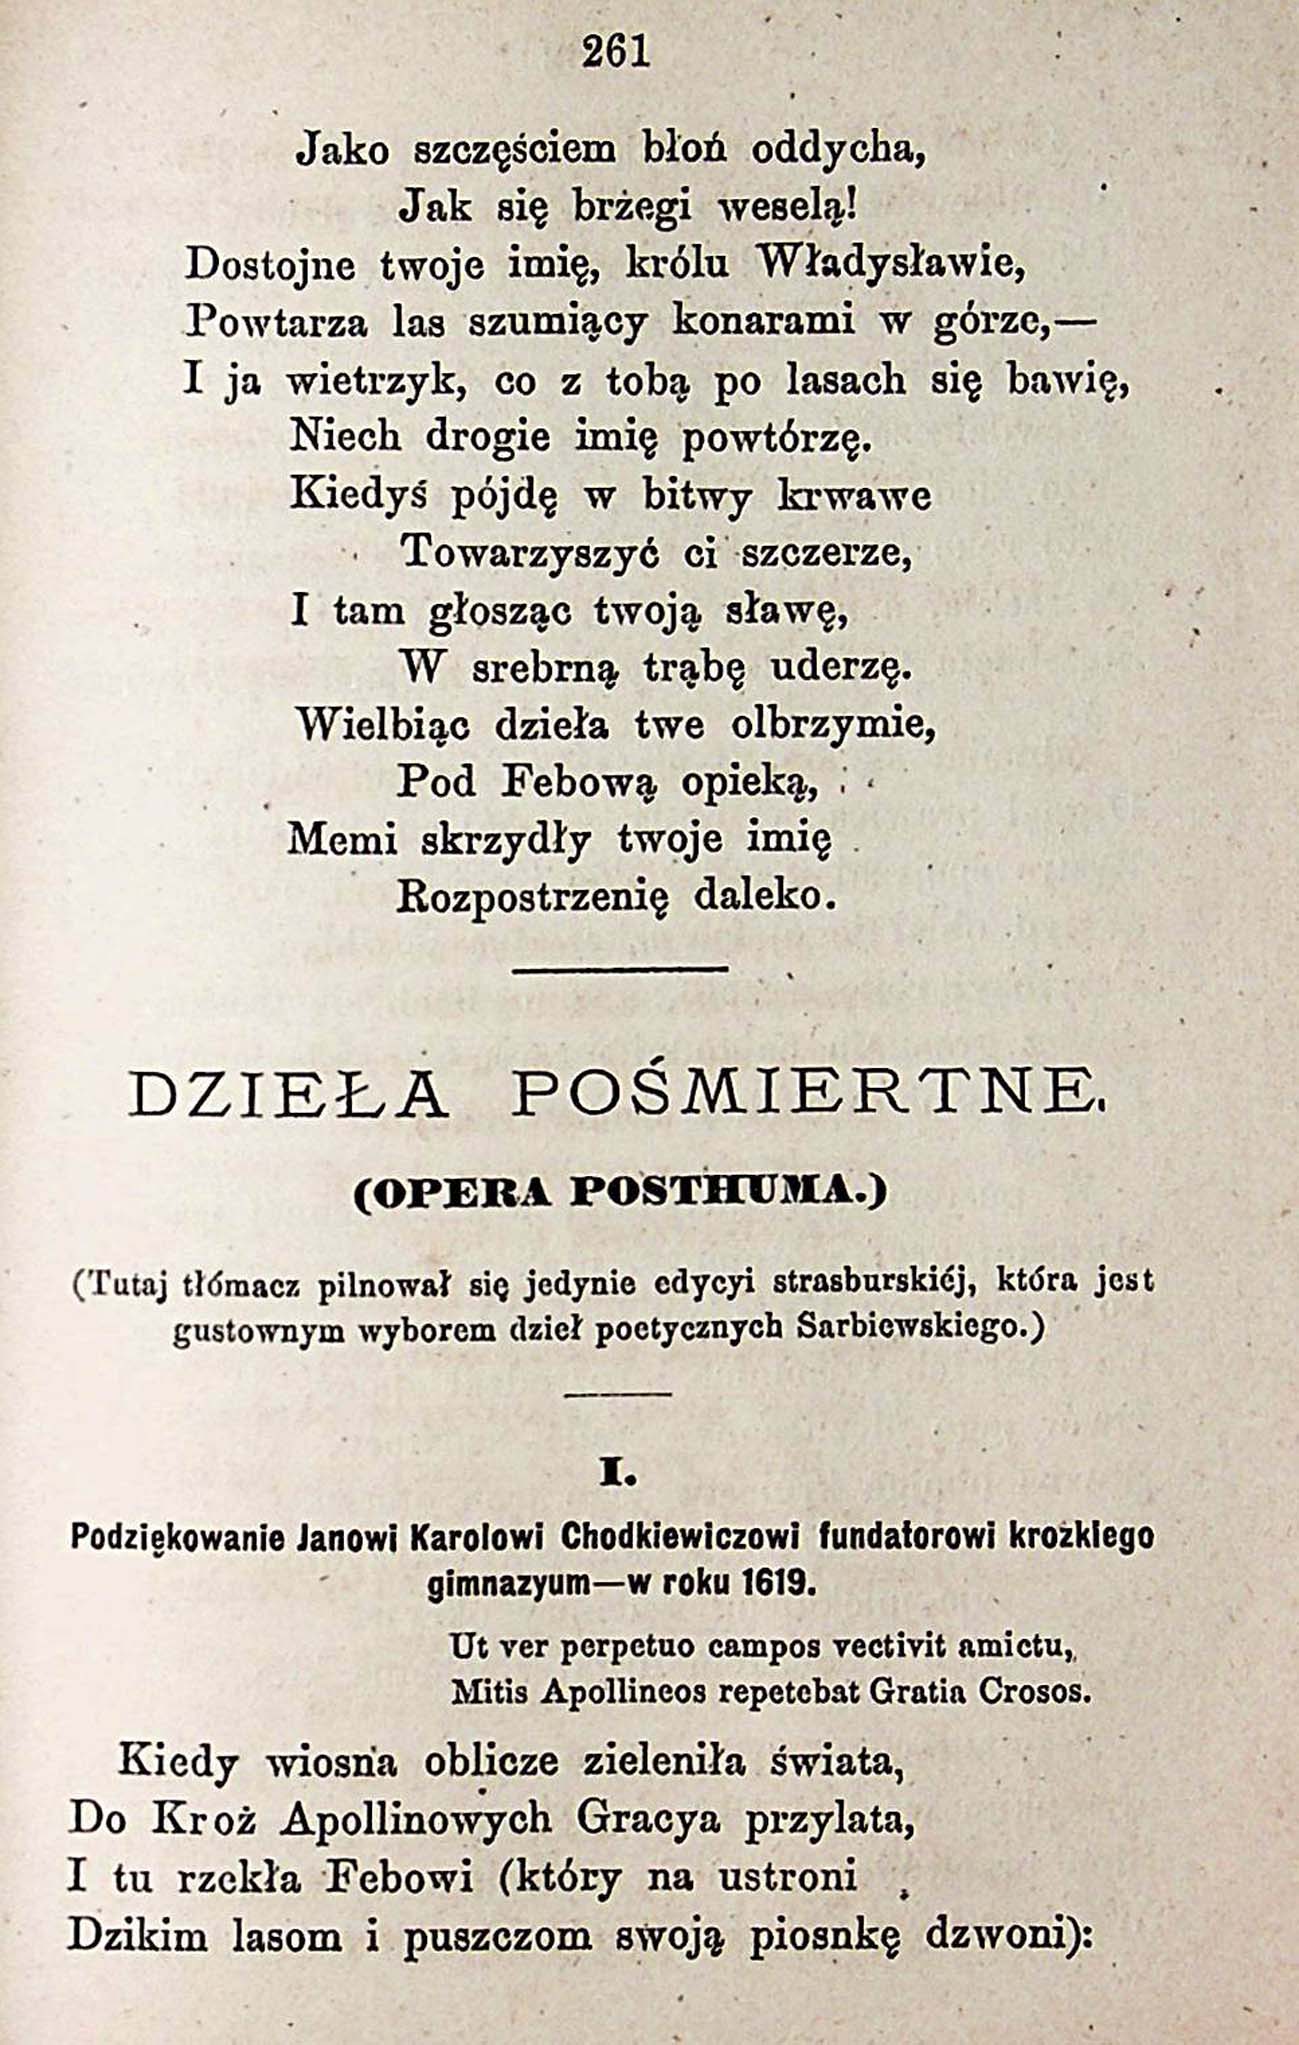 261
Jako szczęściem błoń oddycha,
Jak się brżegi weselą!
Dostojne twoje imię, królu Władysławie,
Powtarza las szumiący konarami w górze,—
I ja wietrzyk, co z tobą po lasach się bawię,
Niech drogie imię powtórzę.
Kiedyś pójdę w bitwy krwawe
Towarzyszyć ci szczerze,
I tam głosząc twoją sławę,
W srebrną trąbę uderzę.
Wielbiąc dzieła twe olbrzymie,
Pod Febową opieką,
Memi skrzydły twoje imię
Rozpostrzenię daleko.
DZIEŁA POŚMIERTNE.
(OPERA POSTHUMA.)
(Tutaj tłómacz pilnował się jedynie edycyi strasburskiéj, która jest
gustownym wyborem dzieł poetycznych Sarbiewskiego.)
I.
Podziękowanie Janowi Karolowi Chodkiewiczowi fundatorowi krożkiego
gimnazyum—w roku 1619.
Ut ver perpetuo campos vectivit amictu,
Mitis Apollineos repetebat Gratia Crosos.
Kiedy wiosna oblicze zieleniła świata,
Do Kroż Apollinowych Gracya przylata,
I tu rzekła Febowi (który na ustroni
Dzikim lasom i puszczom swoją piosnkę dzwoni):